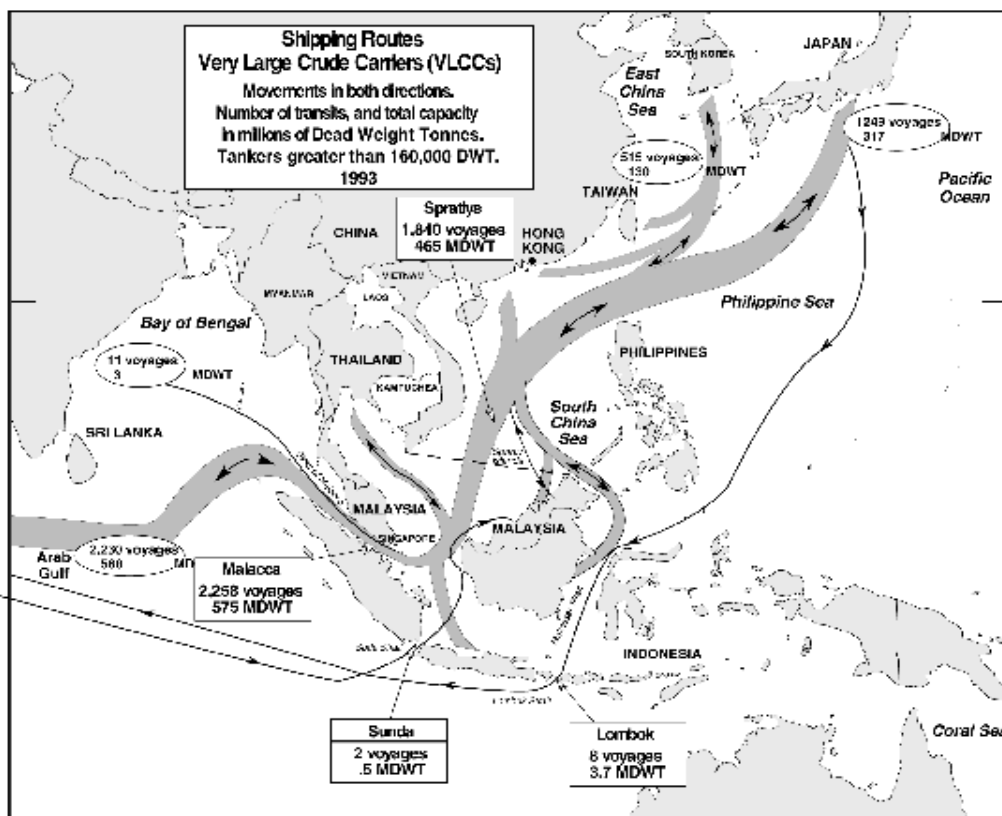 Shipping Routes
Very Large Crude Carriers (VLCCs)
Movements in both directions.
Number of transits, and total capacity
in millions of Dead Weight Tonnes.
Tankers greater than 160,000 DWT.
1993
JAPAN
SOUTH KOREA
East
China
Sea
1249 voyages
317 MDWT
515 voyages
130 MDWT
Pacific
Ocean
TAIWAN
Spratlys
1,840 voyages
465 MDWT
CHINA
HONG
KONG
VIETNAM
LAOS
MYANMAR
Philippine Sea
Bay of Bengal
THAILAND
PHILIPPINES
11 voyages
3 MDWT
KAMPUCHEA
South
China
Sea
SRI LANKA
MALAYSIA
MALAYSIA
SINGAPORE
Arab
Gulf
2,230 voyages
MD
Malacca
2,258 voyages
575 MDWT
INDONESIA
Sunda
2 voyages
.5 MDWT
Lombok
8 voyages
3.7 MDWT
Coral Sea